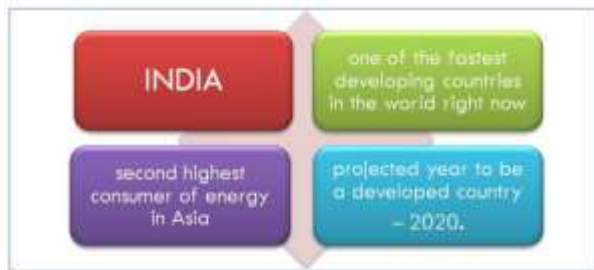 INDIA
one of the fastest
developing countries
in the world right now
second highest
consumer of energy
in Asia
projected year to be
a developed country
– 2020.